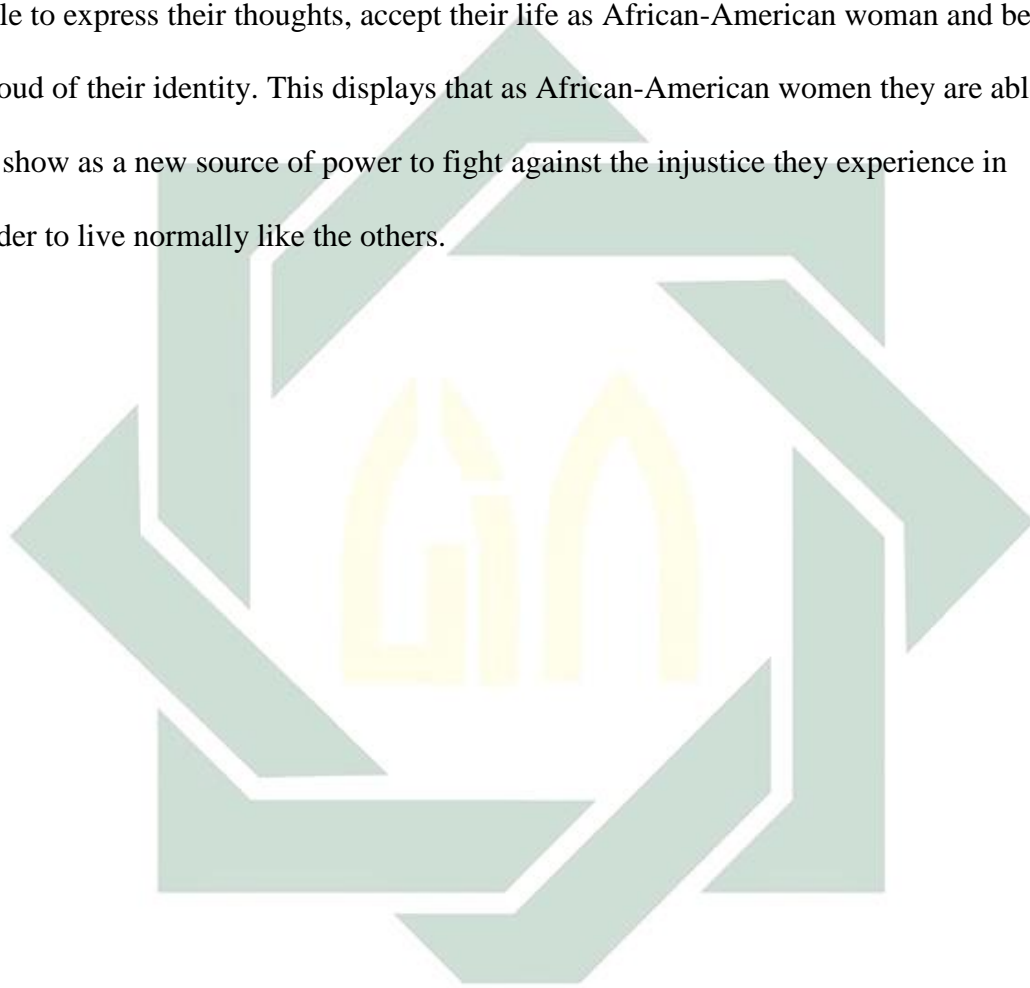 le to express their thoughts, accept their life as African-American woman and be
oud of their identity. This displays that as African-American women they are abl
show as a new source of power to fight against the injustice they experience in
der to live normally like the others.